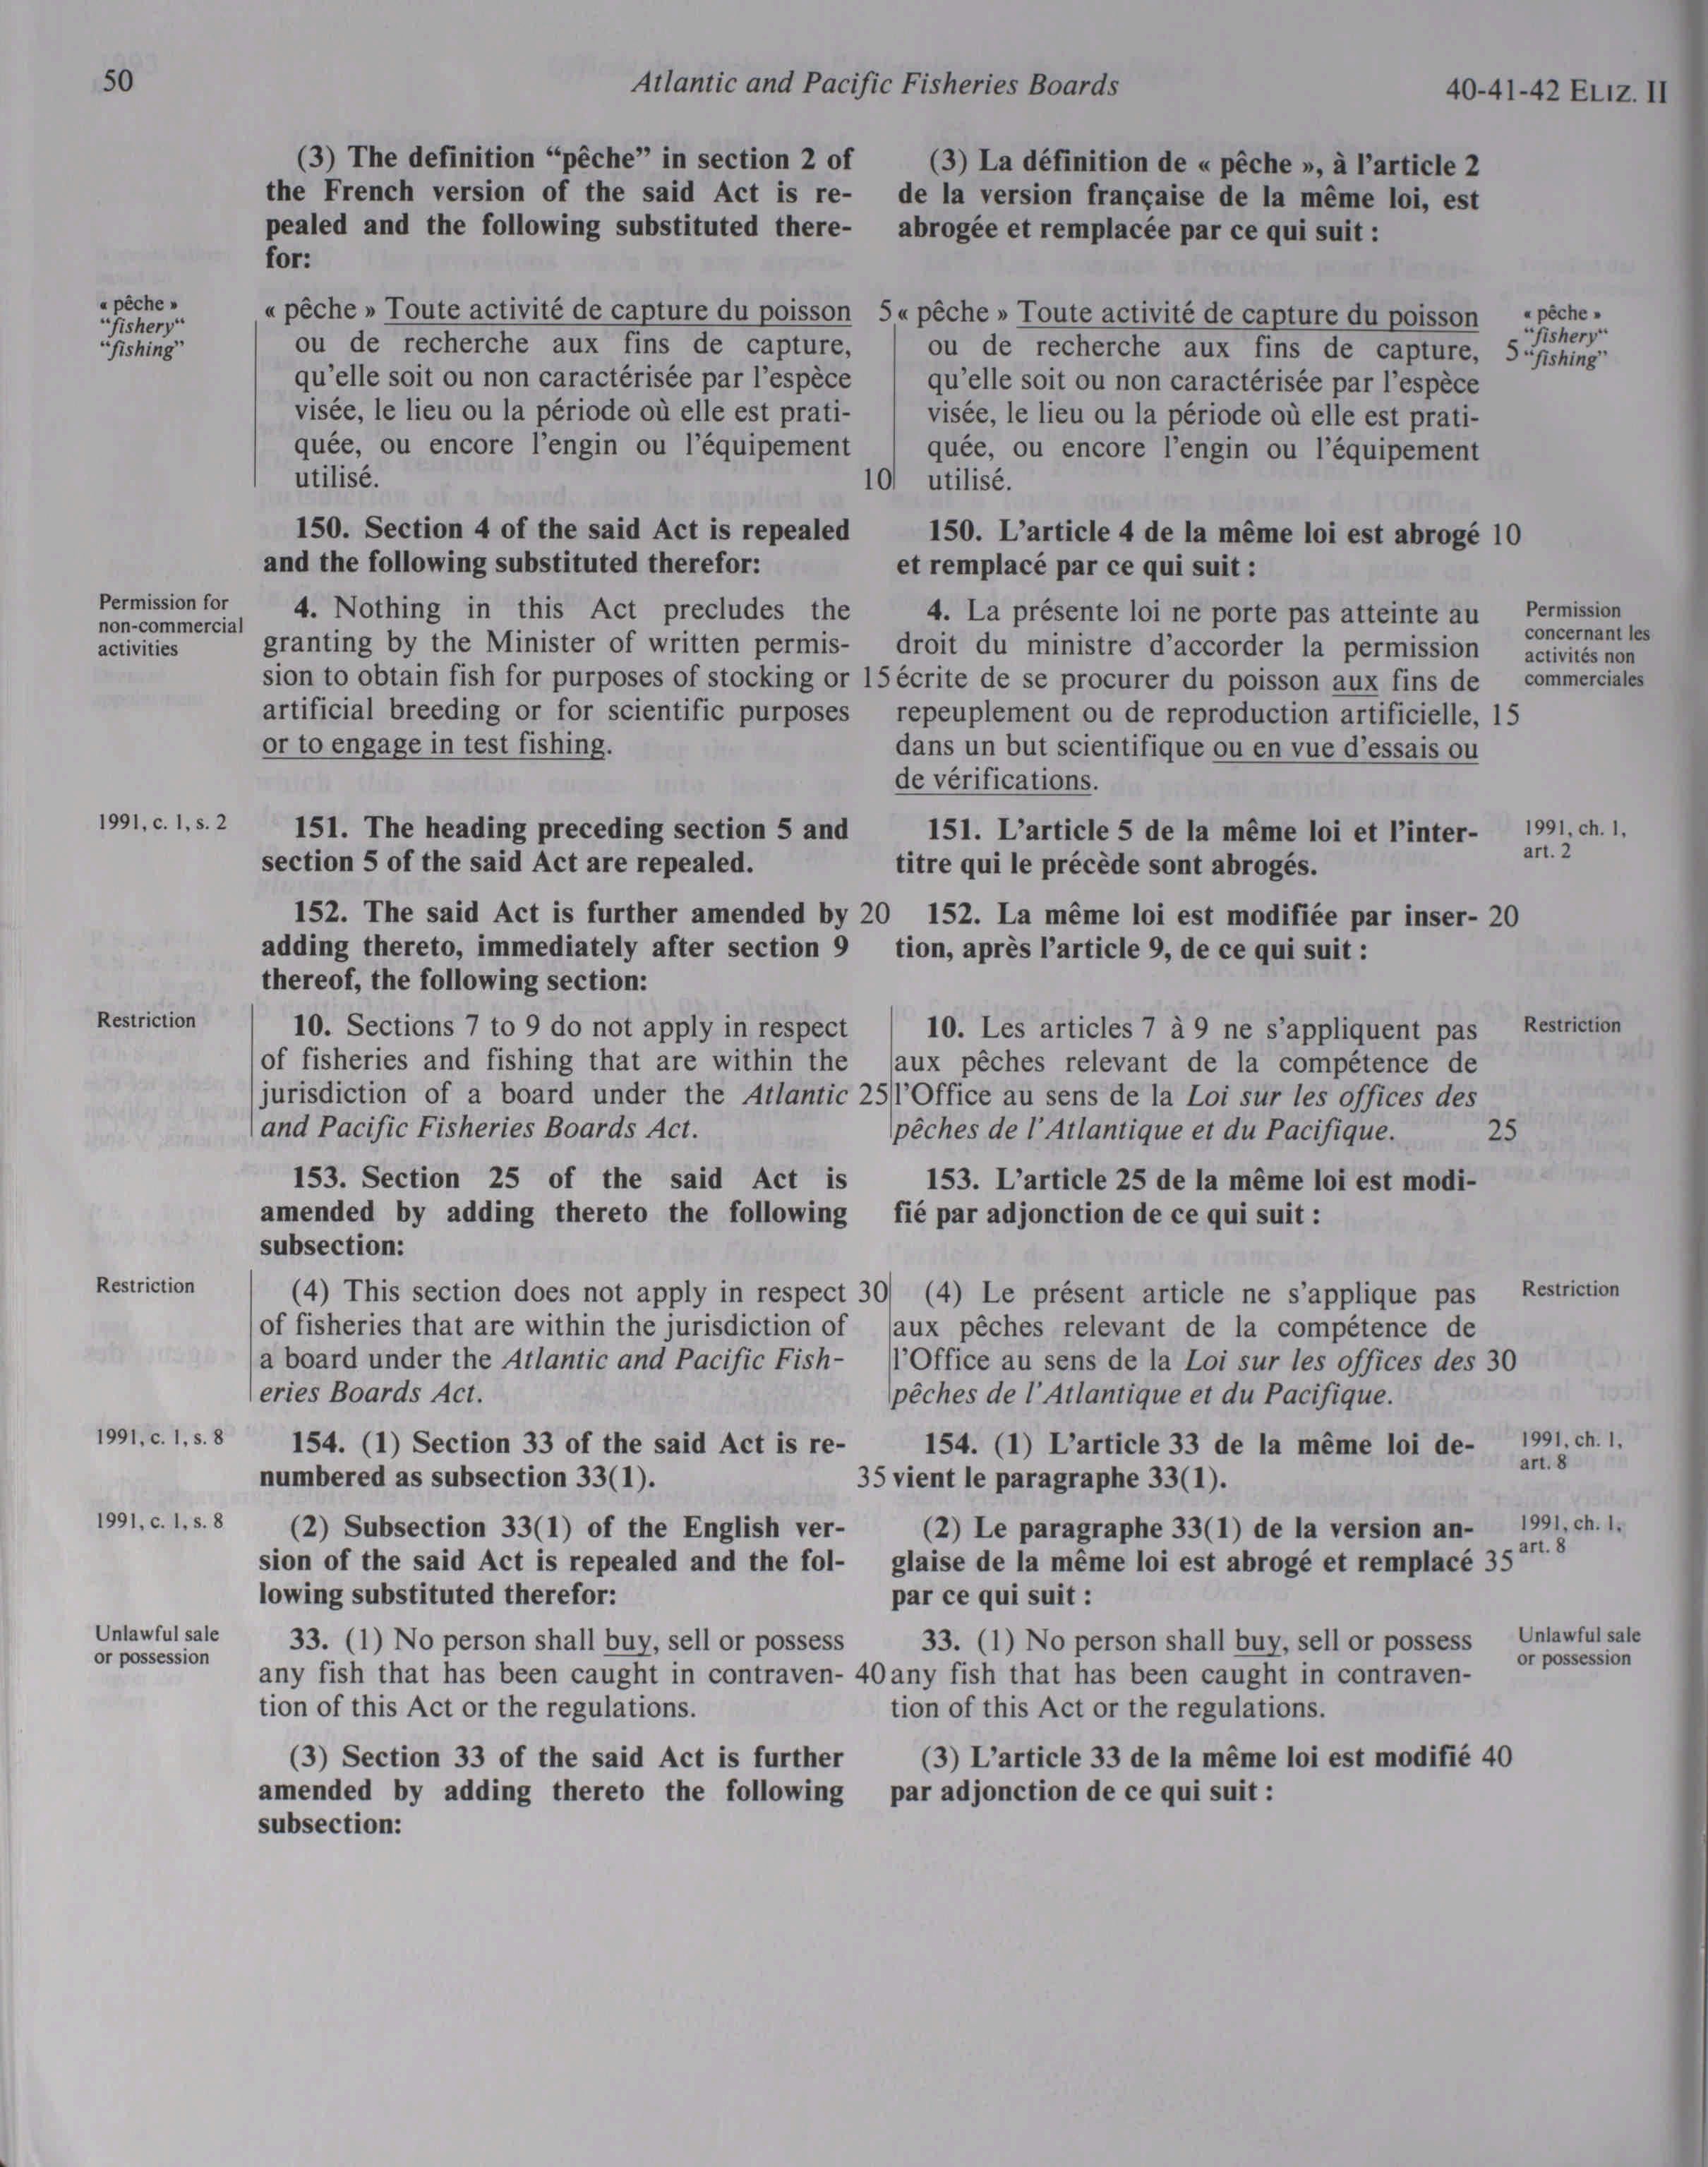 50
Atlantic and Pacific Fisheries Boards
40-41-42 ELIZ. II
(3) The definition “pêche” in section 2 of
the French version of the said Act is re-
pealed and the following substituted there-
for:
« pêche »
“fishery“
“fishing”
« pêche » Toute activité de capture du poisson 5
ou de recherche aux fins de capture,
qu’elle soit ou non caractérisée par l’espèce
visée, le lieu ou la période où elle est prati-
quée, ou encore l’engin ou l’équipement
utilisé. 10
150. Section 4 of the said Act is repealed
and the following substituted therefor:
Permission for
non-commercial
activities
4. Nothing in this Act precludes the
granting by the Minister of written permis-
sion to obtain fish for purposes of stocking or 15
artificial breeding or for scientific purposes
or to engage in test fishing.
1991, c. 1, s. 2
151. The heading preceding section 5 and
section 5 of the said Act are repealed.
152. The said Act is further amended by 20
adding thereto, immediately after section 9
thereof, the following section:
Restriction
10. Sections 7 to 9 do not apply in respect
of fisheries and fishing that are within the
jurisdiction of a board under the Atlantic 25
and Pacific Fisheries Boards Act.
153. Section 25 of the said Act is
amended by adding thereto the following
subsection:
Restriction
(4) This section does not apply in respect 30
of fisheries that are within the jurisdiction of
a board under the Atlantic and Pacific Fish-
eries Boards Act.
1991, c. 1, s. 8
154. (1) Section 33 of the said Act is re-
numbered as subsection 33(1). 35
1991, c. 1, s. 8
(2) Subsection 33(1) of the English ver-
sion of the said Act is repealed and the fol-
lowing substituted therefor:
Unlawful sale
or possession
33. (1) No person shall buy, sell or possess
any fish that has been caught in contraven- 40
tion of this Act or the regulations.
(3) Section 33 of the said Act is further
amended by adding thereto the following
subsection:
(3) La définition de « pêche », à l’article 2
de la version française de la même loi, est
abrogée et remplacée par ce qui suit :
« pêche » Toute activité de capture du poisson
ou de recherche aux fins de capture, 5
qu’elle soit ou non caractérisée par l’espèce
visée, le lieu ou la période où elle est prati-
quée, ou encore l’engin ou l’équipement
utilisé.
« pêche »
“fishery“
“fishing”
150. L’article 4 de la même loi est abrogé 10
et remplacé par ce qui suit :
4. La présente loi ne porte pas atteinte au
droit du ministre d’accorder la permission
écrite de se procurer du poisson aux fins de
repeuplement ou de reproduction artificielle, 15
dans un but scientifique ou en vue d’essais ou
de vérifications.
Permission
concernant les
activités non
commerciales
151. L’article 5 de la même loi et l’inter-
titre qui le précède sont abrogés.
1991, ch. 1,
art. 2
152. La même loi est modifiée par inser- 20
tion, après l’article 9, de ce qui suit :
10. Les articles 7 à 9 ne s’appliquent pas
aux pêches relevant de la compétence de
l’Office au sens de la Loi sur les offices des
pêches de l’Atlantique et du Pacifique. 25
Restriction
153. L’article 25 de la même loi est modi-
fié par adjonction de ce qui suit :
(4) Le présent article ne s’applique pas
aux pêches relevant de la compétence de
l’Office au sens de la Loi sur les offices des 30
pêches de l’Atlantique et du Pacifique.
Restriction
154. (1) L’article 33 de la même loi de-
vient le paragraphe 33(1).
1991, ch. 1,
art. 8
(2) Le paragraphe 33(1) de la version an-
glaise de la même loi est abrogé et remplacé 35
par ce qui suit :
1991, ch. 1,
art. 8
33. (1) No person shall buy, sell or possess
any fish that has been caught in contraven-
tion of this Act or the regulations.
Unlawful sale
or possession
(3) L’article 33 de la même loi est modifié 40
par adjonction de ce qui suit :